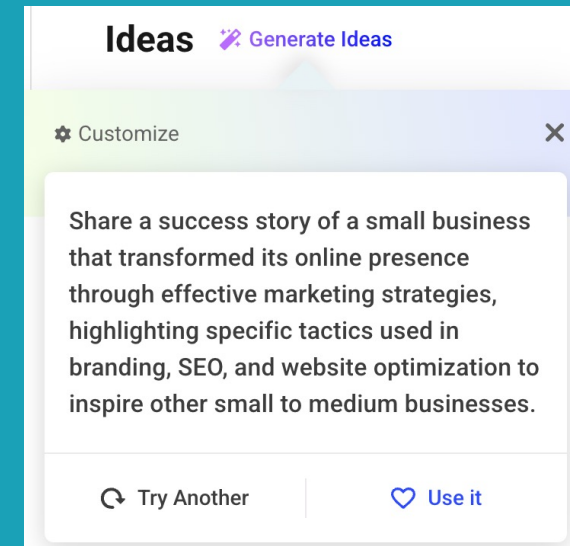 Ideas Generate Ideas
Customize
Share a success story of a small business
that transformed its online presence
through effective marketing strategies,
highlighting specific tactics used in
branding, SEO, and website optimization to
inspire other small to medium businesses.
Try Another Use it